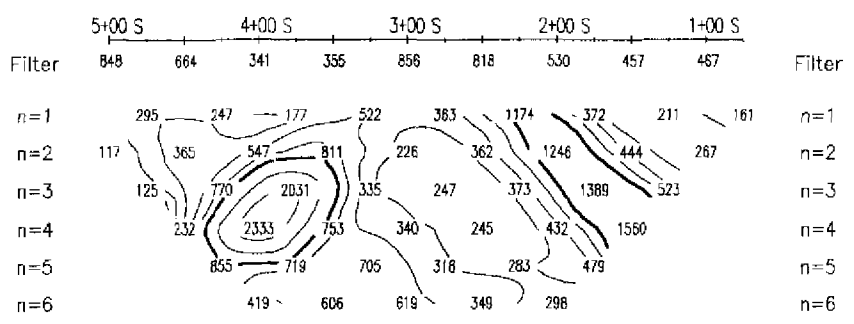 5+00 S 4+00 S 3+00 S 2+00 S 1+00 S
Filter 848 664 341 355 856 818 530 457 467 Filter
n=1 295 247 177 522 363 1174 372 211 161 n=1
n=2 117 365 547 811 226 362 1246 444 267 n=2
n=3 125 770 2031 335 247 373 1389 523 n=3
n=4 232 2333 753 340 245 432 1560 n=4
n=5 855 719 705 318 283 479 n=5
n=6 419 606 619 349 298 n=6